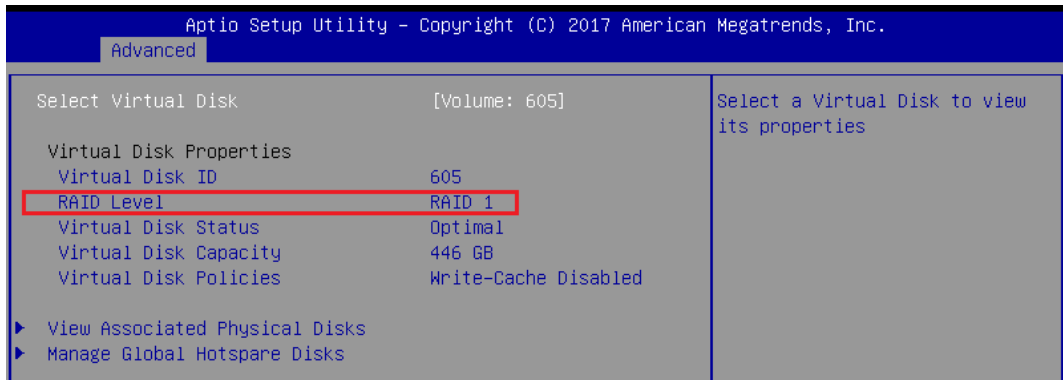 Aptio Setup Utility – Copyright (C) 2017 American Megatrends, Inc.
Advanced
Select Virtual Disk [Volume: 605]
Virtual Disk Properties
Virtual Disk ID 605
RAID Level RAID 1
Virtual Disk Status Optimal
Virtual Disk Capacity 446 GB
Virtual Disk Policies Write-Cache Disabled
View Associated Physical Disks
Manage Global Hotspare Disks
Select a Virtual Disk to view
its properties